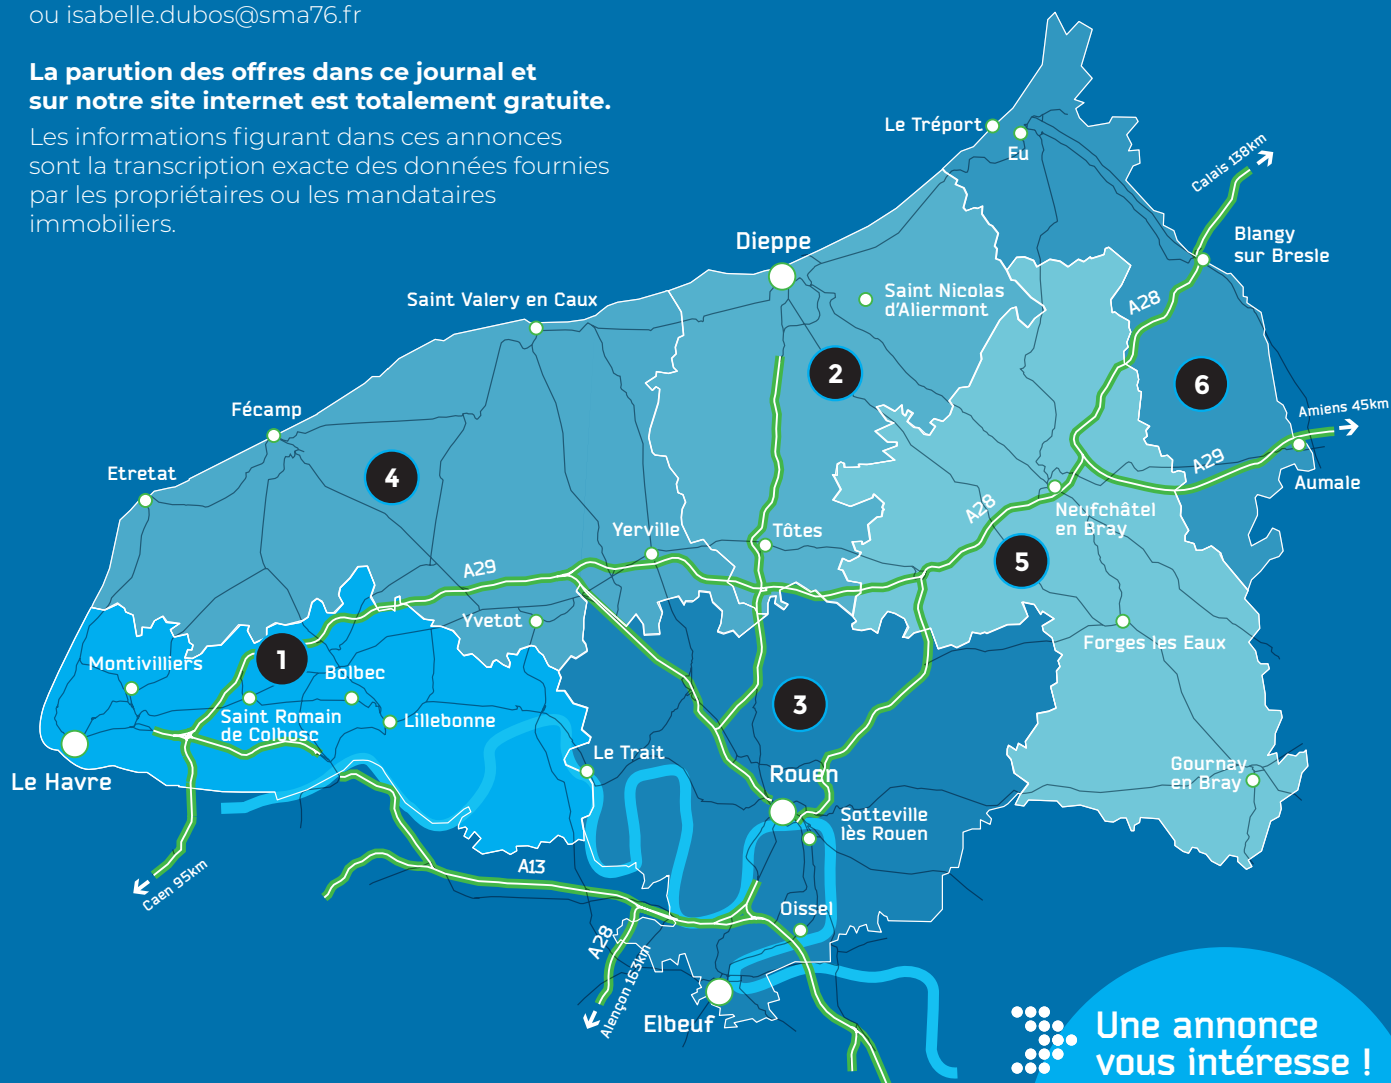 ou isabelle.dubos@sma76.fr
La parution des offres dans ce journal et
sur notre site internet est totalement gratuite.
Les informations figurant dans ces annonces
sont la transcription exacte des données fournies
par les propriétaires ou les mandataires
immobiliers.
Le Tréport
Eu
Calais 138km
Blangy
sur Bresle
Dieppe
Saint Nicolas
d'Aliermont
Saint Valery en Caux
A28
2
6
Fécamp
Amiens 45km
Etretat
4
A29
Aumale
A28
Neufchâtel
en Bray
Yerville
Tôtes
5
A29
Yvetot
Forges les Eaux
Montivilliers
1
Bolbec
3
Saint Romain
de Colbosc
Lillebonne
Le Trait
Le Havre
Rouen
Gournay
en Bray
Sotteville
lès Rouen
Caen 95km
A13
Oissel
A28
Alençon 163km
Elbeuf
Une annonce
vous intéresse !